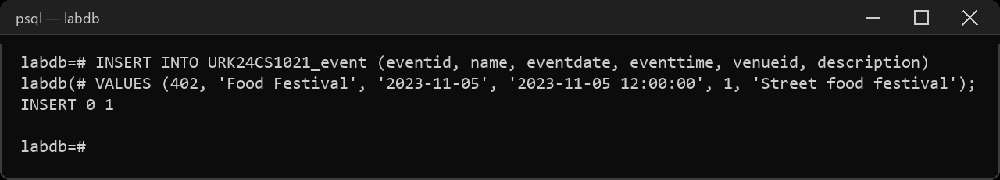 psql — labdb
labdb=# INSERT INTO URK24CS1021_event (eventid, name, eventdate, eventtime, venueid, description)
labdb(# VALUES (402, 'Food Festival', '2023-11-05', '2023-11-05 12:00:00', 1, 'Street food festival');
INSERT 0 1
labdb=#